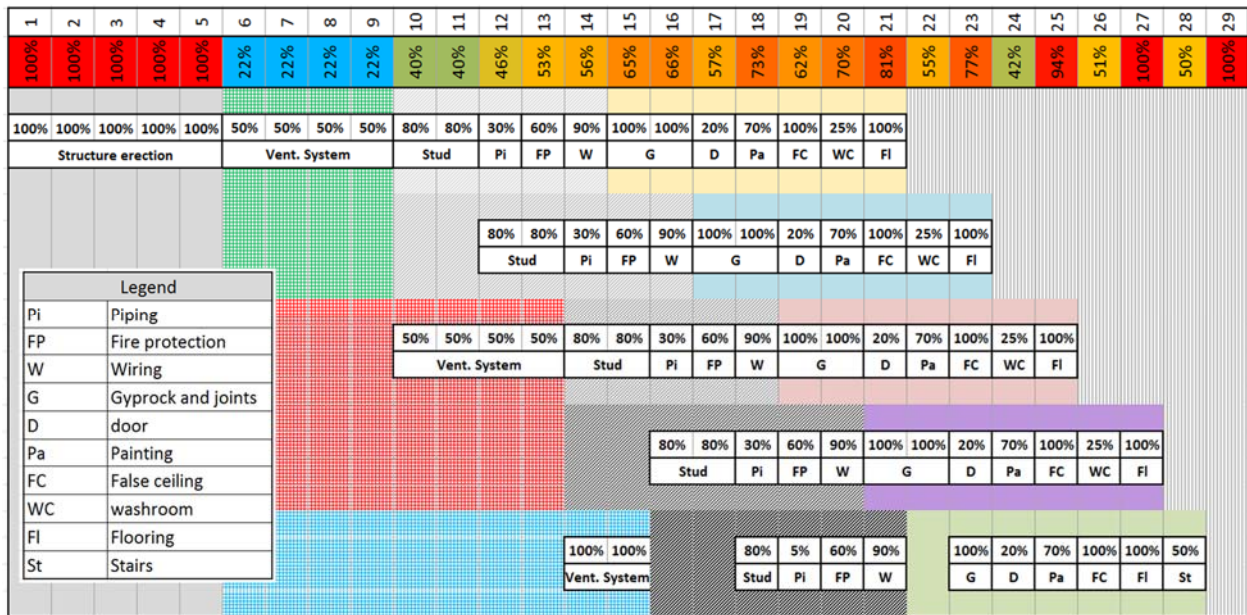 1 2 3 4 5 6 7 8 9 10 11 12 13 14 15 16 17 18 19 20 21 22 23 24 25 26 27 28 29
100% 100% 100% 100% 100% 22% 22% 22% 22% 40% 40% 46% 53% 56% 65% 66% 57% 73% 62% 70% 81% 55% 77% 42% 94% 51% 100% 50% 100%
100% 100% 100% 100% 100% 50% 50% 50% 50% 80% 80% 30% 60% 90% 100% 100% 20% 70% 100% 25% 100%
Structure erection Vent. System Stud Pi FP W G D Pa FC WC Fl
80% 80% 30% 60% 90% 100% 100% 20% 70% 100% 25% 100%
Stud Pi FP W G D Pa FC WC Fl
50% 50% 50% 50% 80% 80% 30% 60% 90% 100% 100% 20% 70% 100% 25% 100%
Vent. System Stud Pi FP W G D Pa FC WC Fl
80% 80% 30% 60% 90% 100% 100% 20% 70% 100% 25% 100%
Stud Pi FP W G D Pa FC WC Fl
100% 100% 80% 5% 60% 90% 100% 20% 70% 100% 100% 50%
Vent. System Stud Pi FP W G D Pa FC Fl St
Legend
Pi Piping
FP Fire protection
W Wiring
G Gyprock and joints
D door
Pa Painting
FC False ceiling
WC washroom
Fl Flooring
St Stairs